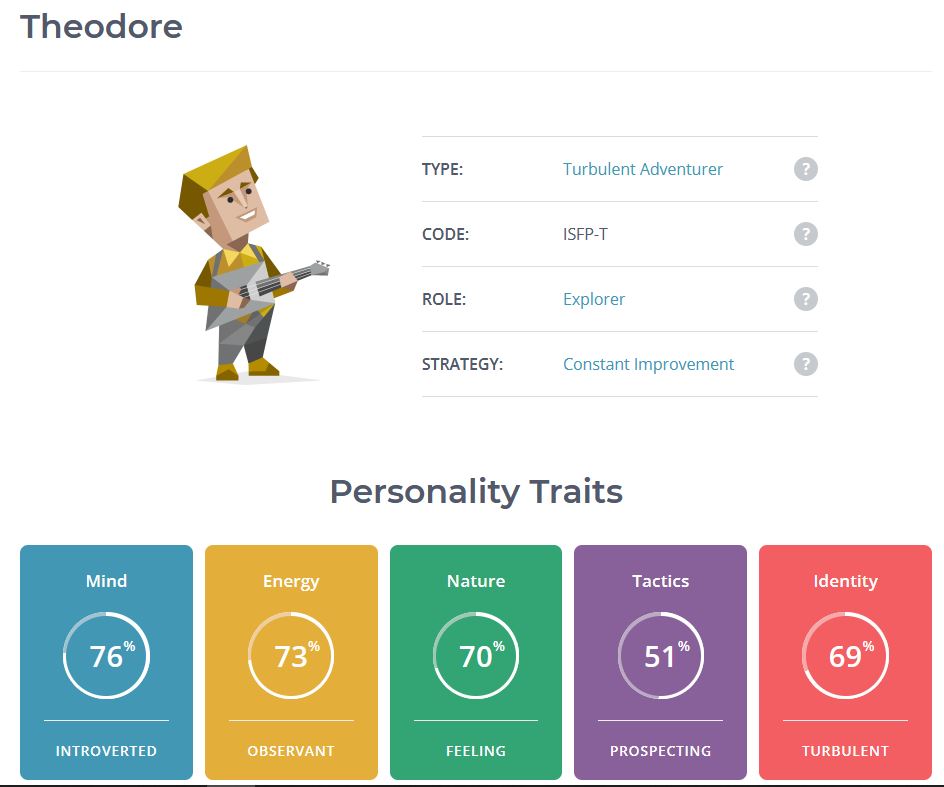 Theodore
TYPE: Turbulent Adventurer ?
CODE: ISFP-T ?
ROLE: Explorer ?
STRATEGY: Constant Improvement ?
Personality Traits
Mind
76%
INTROVERTED
Energy
73%
OBSERVANT
Nature
70%
FEELING
Tactics
51%
PROSPECTING
Identity
69%
TURBULENT